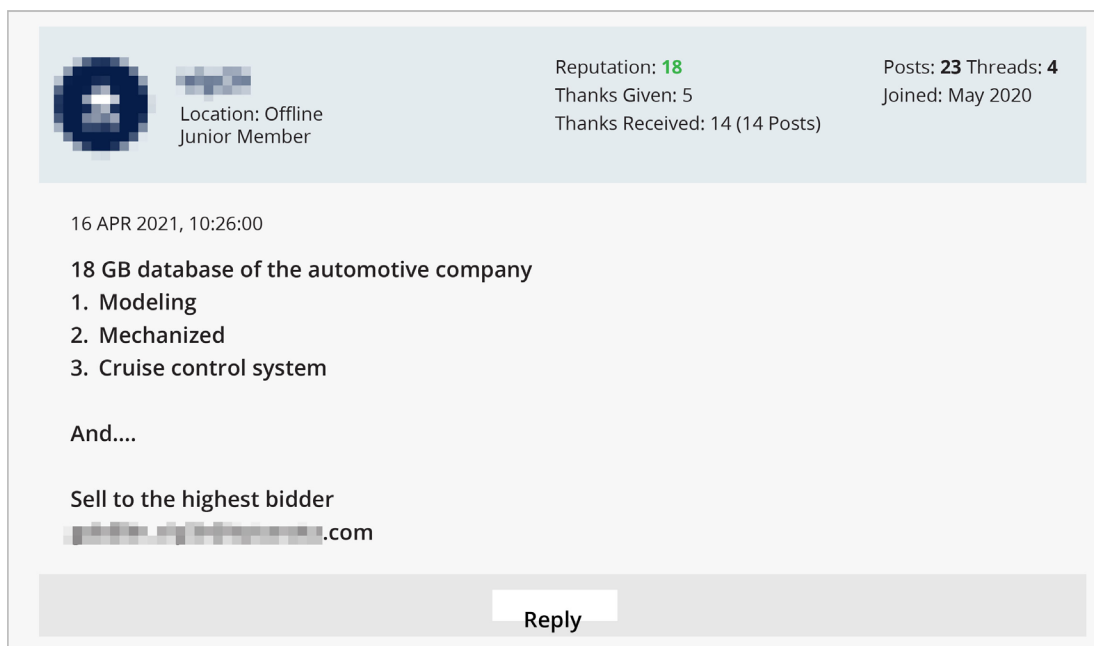 Location: Offline
Junior Member
Reputation: 18
Thanks Given: 5
Thanks Received: 14 (14 Posts)
Posts: 23 Threads: 4
Joined: May 2020
16 APR 2021, 10:26:00
18 GB database of the automotive company
1. Modeling
2. Mechanized
3. Cruise control system
And....
Sell to the highest bidder
.com
Reply